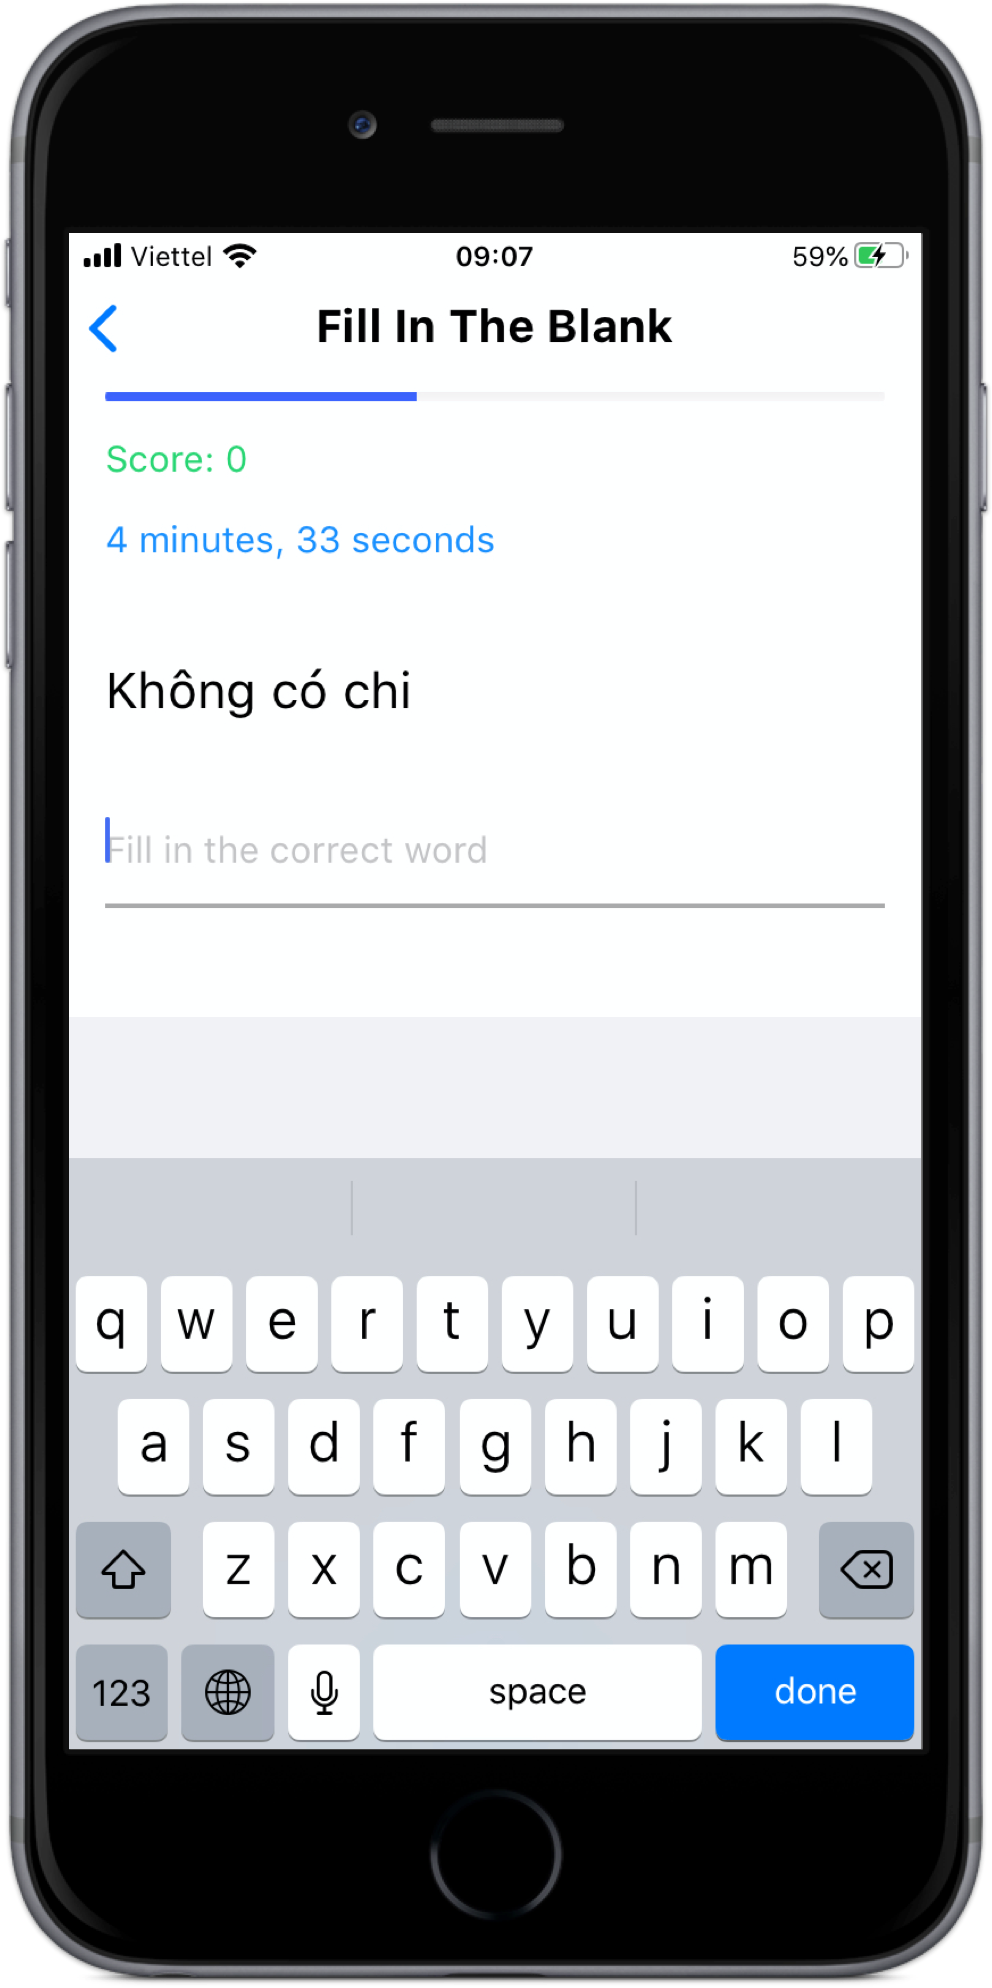 Viettel 09:07 59%
Fill In The Blank
Score: 0
4 minutes, 33 seconds
Không có chi
Fill in the correct word
q w e r t y u i o p
a s d f g h j k l
z x c v b n m
123 space done